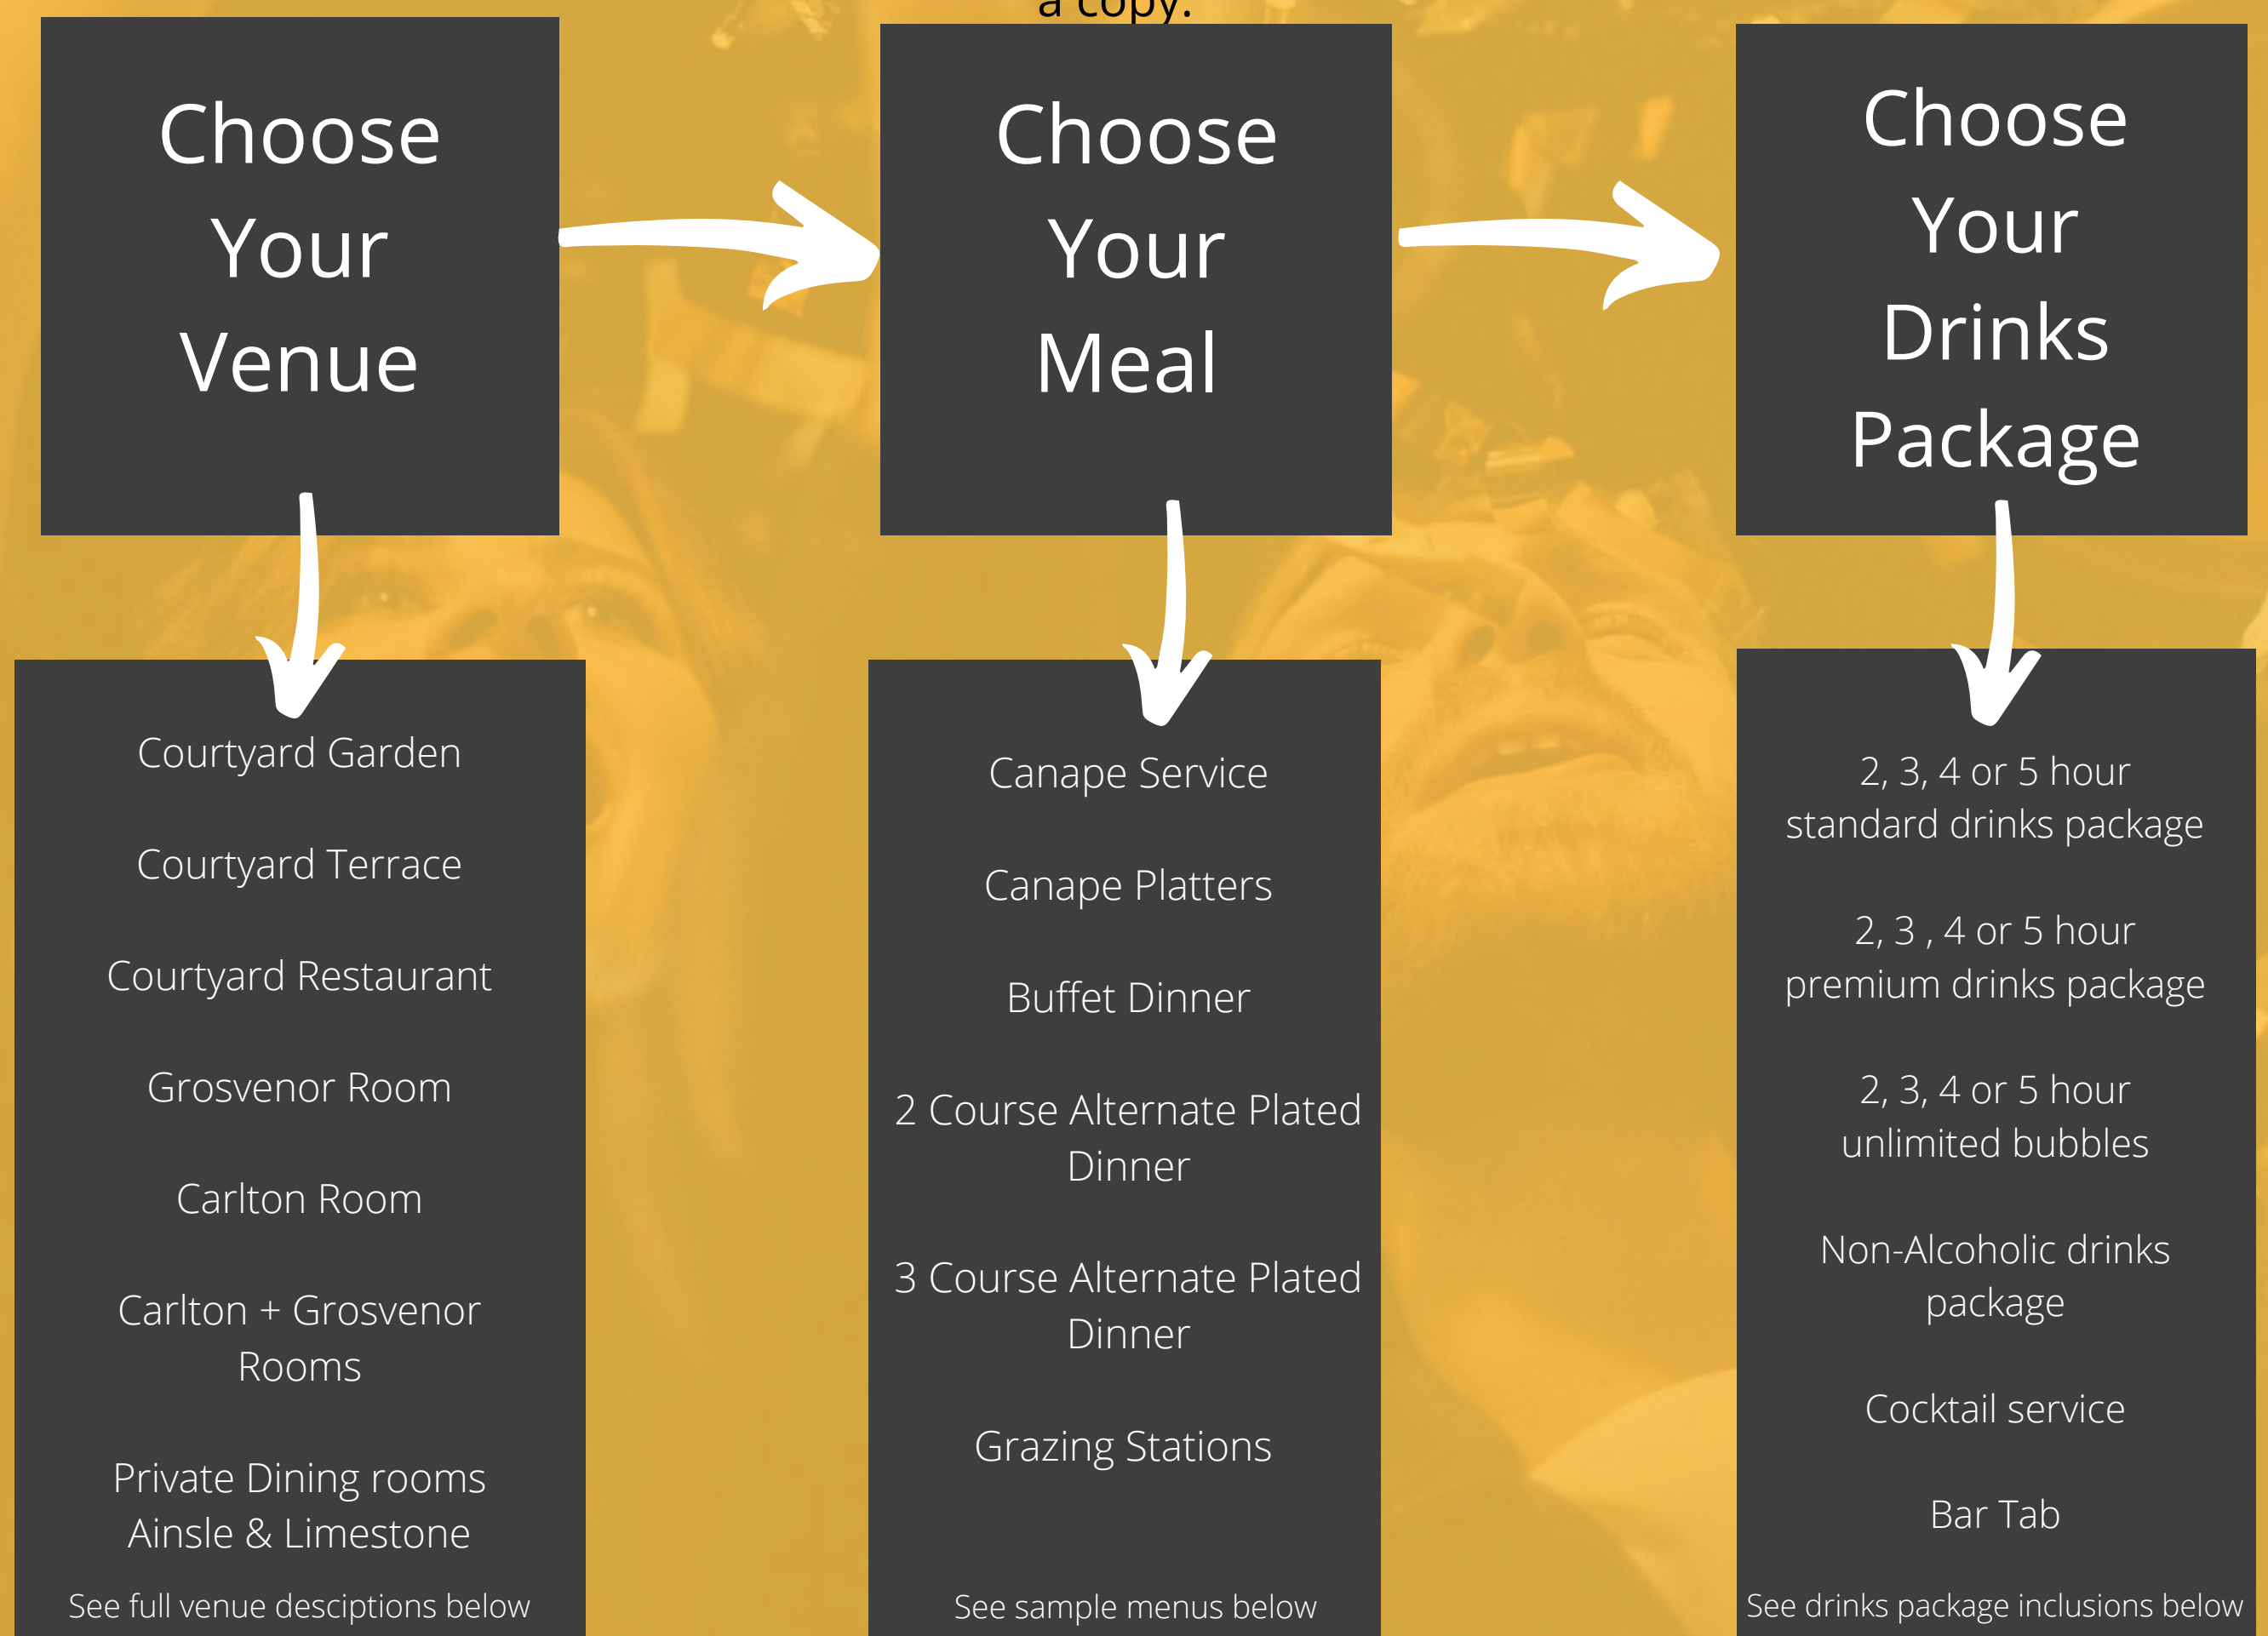 a copy.
Choose
Your
Venue
Choose
Your
Meal
Choose
Your
Drinks
Package
Courtyard Garden
Courtyard Terrace
Courtyard Restaurant
Grosvenor Room
Carlton Room
Carlton + Grosvenor
Rooms
Private Dining rooms
Ainsle & Limestone
See full venue desciptions below
Canape Service
Canape Platters
Buffet Dinner
2 Course Alternate Plated
Dinner
3 Course Alternate Plated
Dinner
Grazing Stations
See sample menus below
2, 3, 4 or 5 hour
standard drinks package
2, 3 , 4 or 5 hour
premium drinks package
2, 3, 4 or 5 hour
unlimited bubbles
Non-Alcoholic drinks
package
Cocktail service
Bar Tab
See drinks package inclusions below